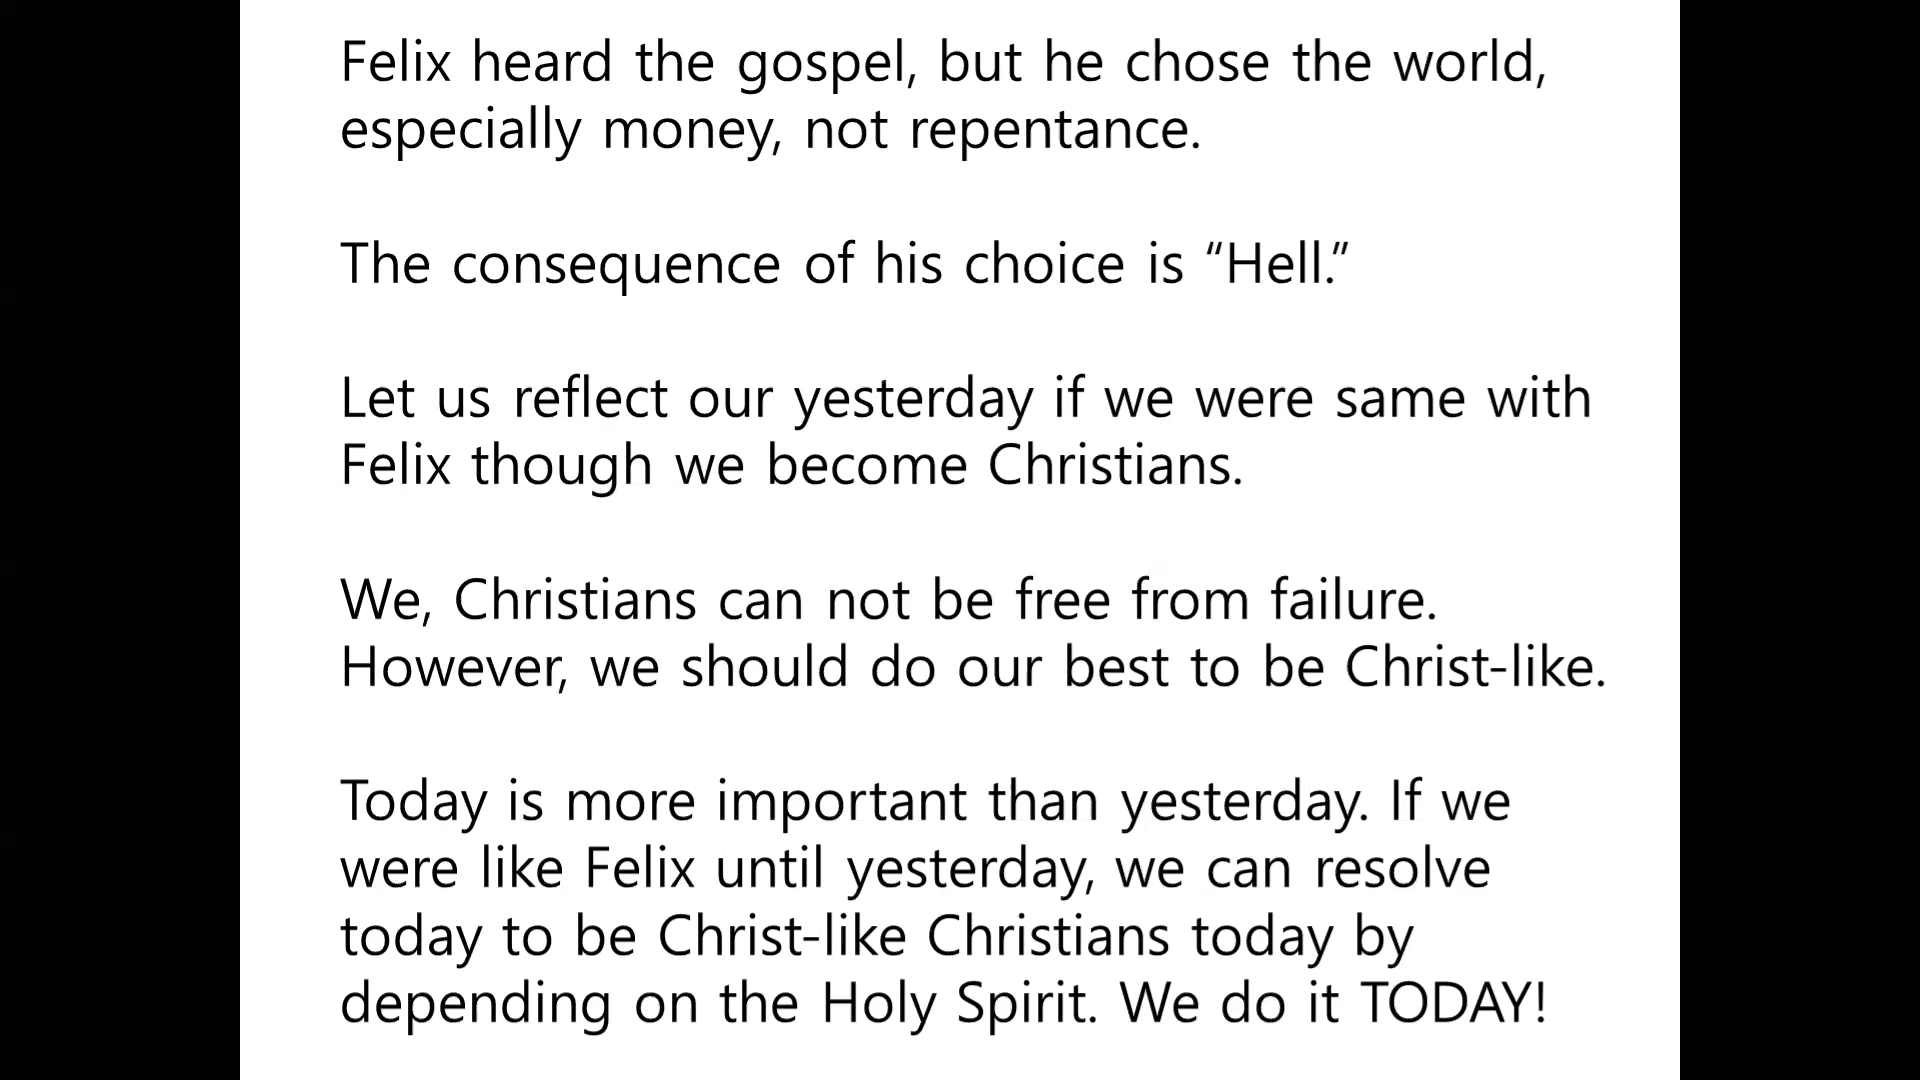 Felix heard the gospel, but he chose the world,
especially money, not repentance.
The consequence of his choice is “Hell.”
Let us reflect our yesterday if we were same with
Felix though we become Christians.
We, Christians can not be free from failure.
However, we should do our best to be Christ-like.
Today is more important than yesterday. If we
were like Felix until yesterday, we can resolve
today to be Christ-like Christians today by
depending on the Holy Spirit. We do it TODAY!